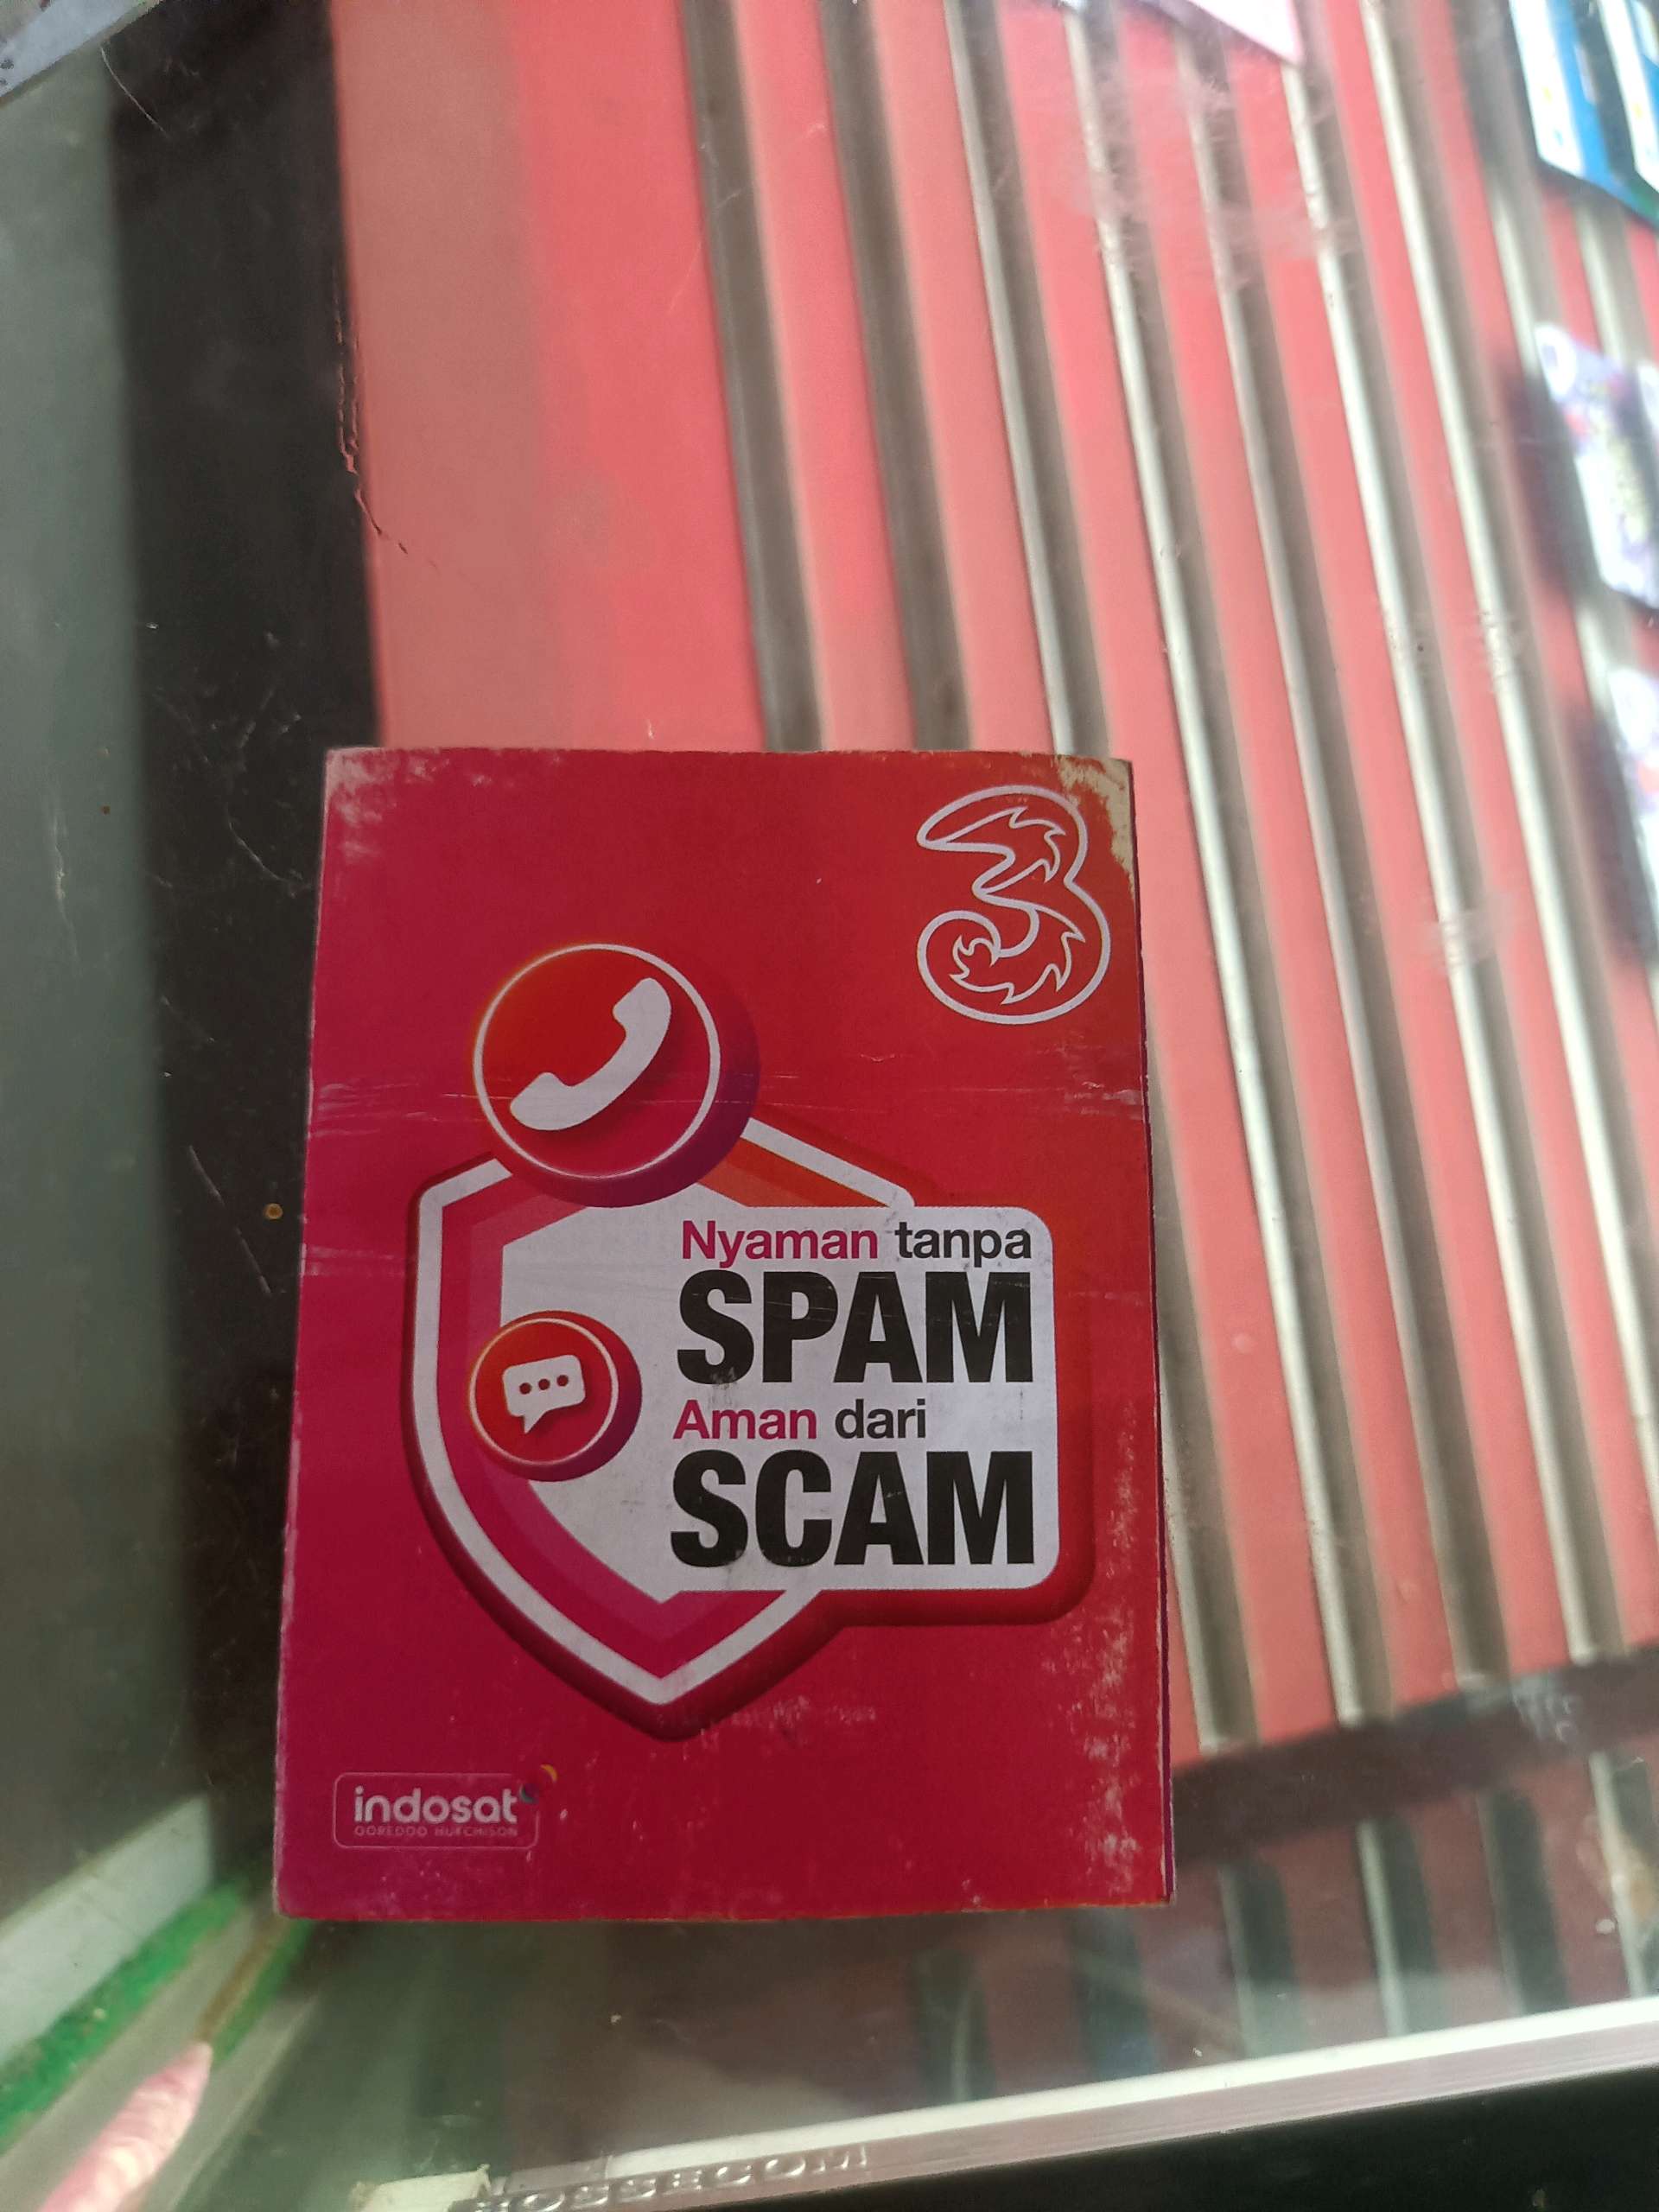 3
Nyaman tanpa
SPAM
Aman dari
SCAM
indosat
OOREDOO HUTCHISON